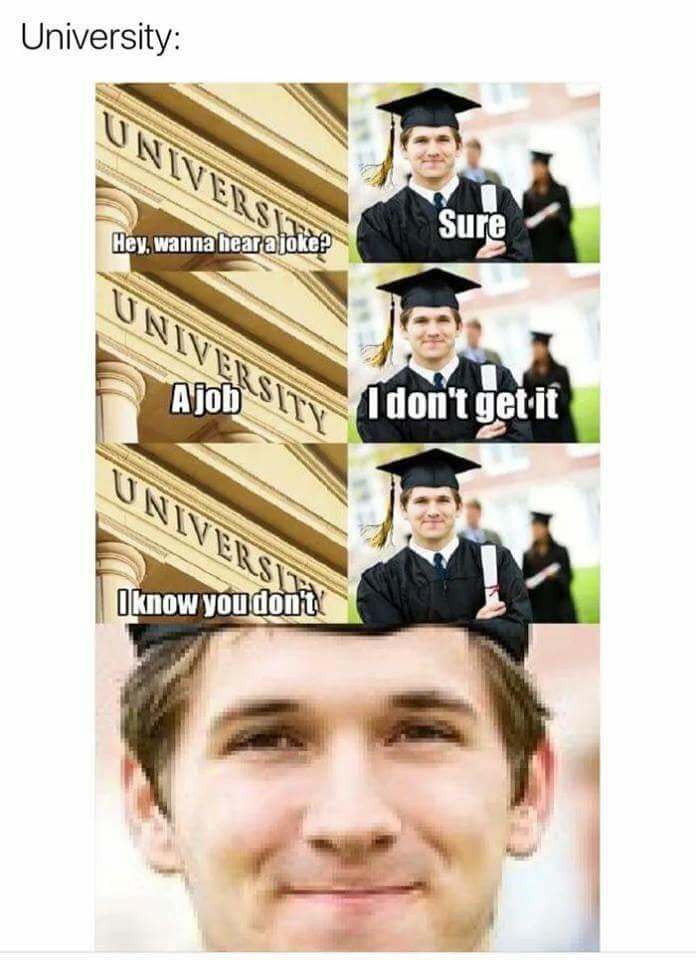 University:
UNIVERSITY
Hey, wanna hear a joke?
Sure
UNIVERSITY
A job
I don't get it
UNIVERSITY
I know you don't